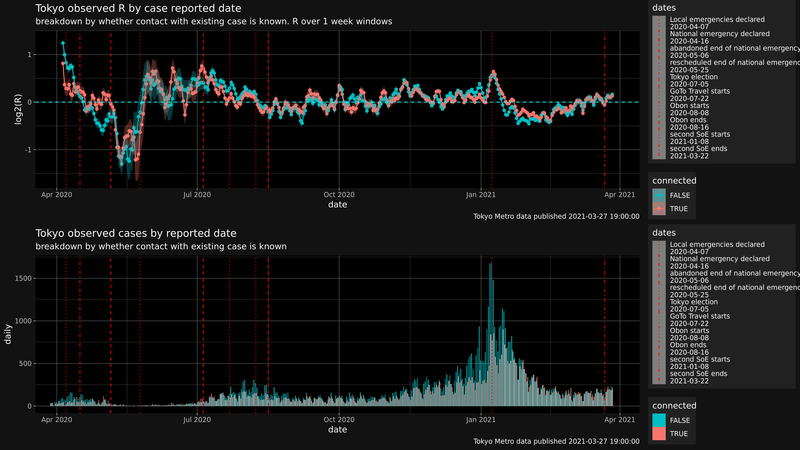 Tokyo observed R by case reported date
breakdown by whether contact with existing case is known. R over 1 week windows
log2(R)
1
0
-1
Apr 2020
Jul 2020
Oct 2020
Jan 2021
Apr 2021
date
Tokyo Metro data published 2021-03-27 19:00:00
dates
Local emergencies declared
2020-04-07
National emergency declared
2020-04-16
abandoned end of national emergency
2020-05-06
rescheduled end of national emergenc
2020-05-25
Tokyo election
2020-07-05
GoTo Travel starts
2020-07-22
Obon starts
2020-08-08
Obon ends
2020-08-16
second SoE starts
2021-01-08
second SoE ends
2021-03-22
connected
FALSE
TRUE
Tokyo observed cases by reported date
breakdown by whether contact with existing case is known
daily
1500
1000
500
0
Apr 2020
Jul 2020
Oct 2020
Jan 2021
Apr 2021
date
Tokyo Metro data published 2021-03-27 19:00:00
dates
Local emergencies declared
2020-04-07
National emergency declared
2020-04-16
abandoned end of national emergency
2020-05-06
rescheduled end of national emergenc
2020-05-25
Tokyo election
2020-07-05
GoTo Travel starts
2020-07-22
Obon starts
2020-08-08
Obon ends
2020-08-16
second SoE starts
2021-01-08
second SoE ends
2021-03-22
connected
FALSE
TRUE